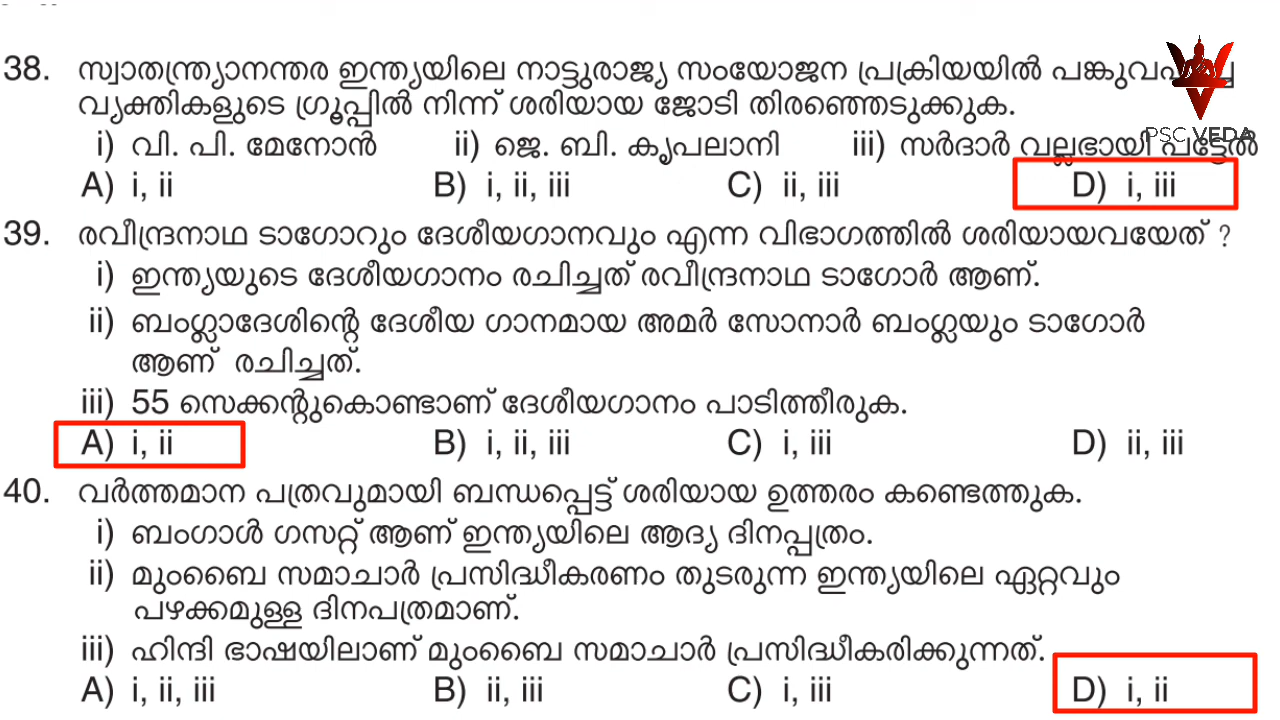 38. സ്വാതന്ത്ര്യാനന്തര ഇന്ത്യയിലെ നാട്ടുരാജ്യ സംയോജന പ്രക്രിയയിൽ
വ്യക്തികളുടെ ഗ്രൂപ്പിൽ നിന്ന് ശരിയായ ജോടി തിരഞ്ഞെടുക്കുക.
i) വി. പി. മേനോൻ ii) ജെ. ബി. കൃപലാനി iii) സർദാർ വല്ലഭായി പട്ടേൽ
PSC VEDA
A) i, ii B) i, ii, iii C) ii, iii D) i, iii
39. രവീന്ദ്രനാഥ ടാഗോറും ദേശീയഗാനവും എന്ന വിഭാഗത്തിൽ ശരിയായവയേത് ?
i) ഇന്ത്യയുടെ ദേശീയഗാനം രചിച്ചത് രവീന്ദ്രനാഥ ടാഗോർ ആണ്.
ii) ബംഗ്ലാദേശിന്റെ ദേശീയ ഗാനമായ അമർ സോനാർ ബംഗ്ലയും ടാഗോർ
ആണ് രചിച്ചത്.
iii) 55 സെക്കന്റുകൊണ്ടാണ് ദേശീയഗാനം പാടിത്തീരുക.
A) i, ii B) i, ii, iii C) i, iii D) ii, iii
40. വർത്തമാന പത്രവുമായി ബന്ധപ്പെട്ട് ശരിയായ ഉത്തരം കണ്ടെത്തുക.
i) ബംഗാൾ ഗസറ്റ് ആണ് ഇന്ത്യയിലെ ആദ്യ ദിനപ്പത്രം.
ii) മുംബൈ സമാചാർ പ്രസിദ്ധീകരണം തുടരുന്ന ഇന്ത്യയിലെ ഏറ്റവും
പഴക്കമുള്ള ദിനപത്രമാണ്.
iii) ഹിന്ദി ഭാഷയിലാണ് മുംബൈ സമാചാർ പ്രസിദ്ധീകരിക്കുന്നത്.
A) i, ii, iii B) ii, iii C) i, iii D) i, ii